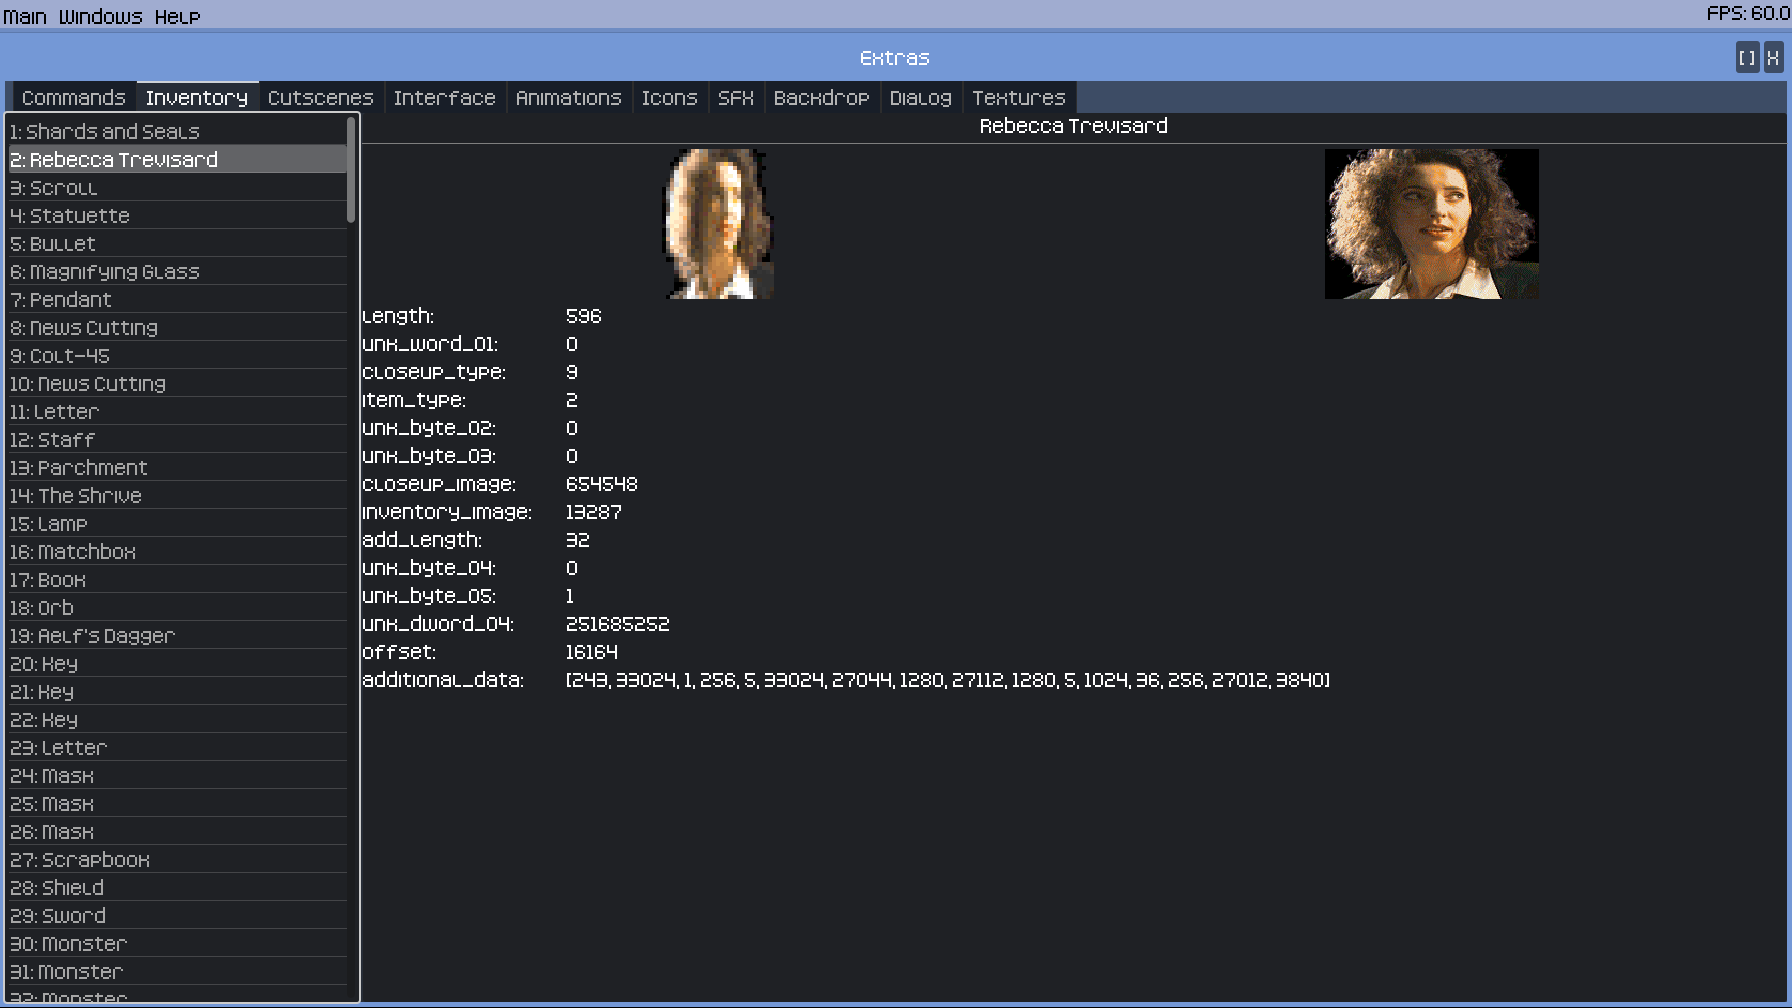 Main Windows Help
FPS: 60.0
Extras
[] X
Commands Inventory Cutscenes Interface Animations Icons SFX Backdrop Dialog Textures
1: Shards and Seals
2: Rebecca Trevisard
3: Scroll
4: Statuette
5: Bullet
6: Magnifying Glass
7: Pendant
8: News Cutting
9: Colt-45
10: News Cutting
11: Letter
12: Staff
13: Parchment
14: The Shrive
15: Lamp
16: Matchbox
17: Book
18: Orb
19: Aelf's Dagger
20: Key
21: Key
22: Key
23: Letter
24: Mask
25: Mask
26: Mask
27: Scrapbook
28: Shield
29: Sword
30: Monster
31: Monster
32: Monster
Rebecca Trevisard
length: 596
unk_word_01: 0
closeup_type: 9
item_type: 2
unk_byte_02: 0
unk_byte_03: 0
closeup_image: 654548
inventory_image: 13287
add_length: 32
unk_byte_04: 0
unk_byte_05: 1
unk_dword_04: 251685252
offset: 16164
additional_data: [243, 33024, 1, 256, 5, 33024, 27044, 1280, 27112, 1280, 5, 1024, 36, 256, 27012, 3840]